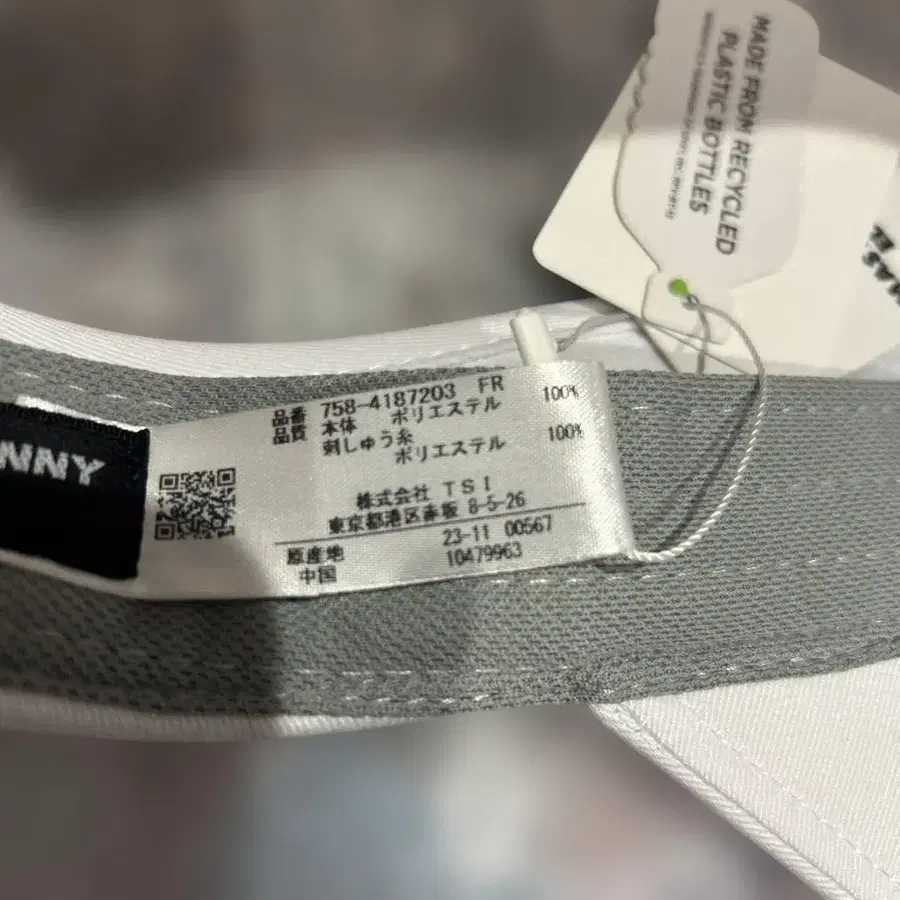 MADE FROM RECYCLED
PLASTIC BOTTLES
NNY
品番 758-4187203 FR
品質 本体 ポリエステル 100%
刺しゅう糸
ポリエステル 100%
株式会社 TSI
東京都港区赤坂 8-5-26
23-11 00567
原産地 10479963
中国